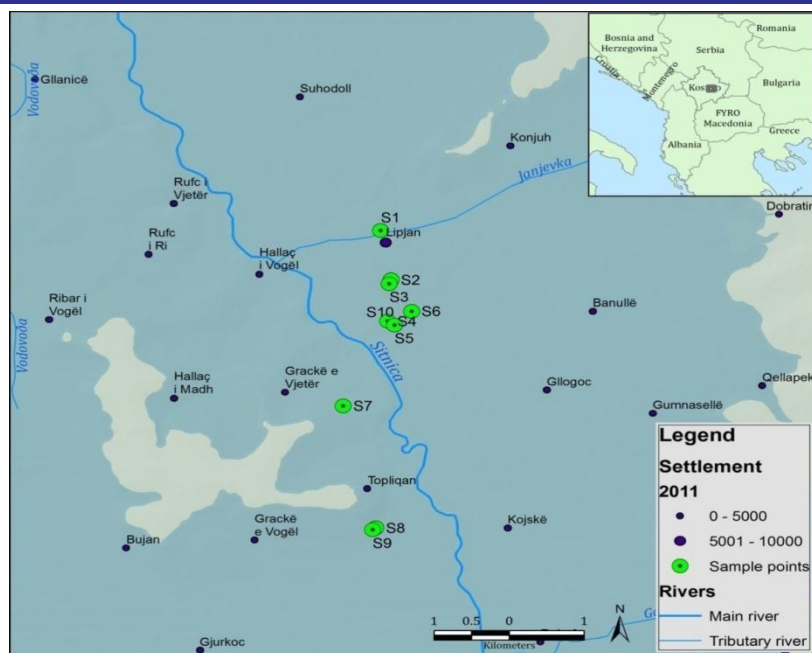 Gllanicë
Vodovođa
Suhodoll
Konjuh
Janjevka
Rufc i
Vjetër
Rufc
i Ri
S1
Lipjan
Hallaç
i Vogël
S2
S3
S6
S10
S4
S5
Banullë
Dobratin
Ribar i
Vogël
Vodovođa
Sitnica
Hallaç
i Madh
Grackë e
Vjetër
S7
Gllogoc
Qellapek
Gumnasellë
Topliqan
S8
S9
Kojskë
Grackë
e Vogël
Bujan
Gjurkoc
1 0.5 0 1
Kilometers
N
Bosnia and
Herzegovina
Croatia
Serbia
Romania
Montenegro
Kosovo
Bulgaria
FYRO
Macedonia
Albania
Greece
Legend
Settlement
2011
0 - 5000
5001 - 10000
Sample points
Rivers
Main river
Tributary river